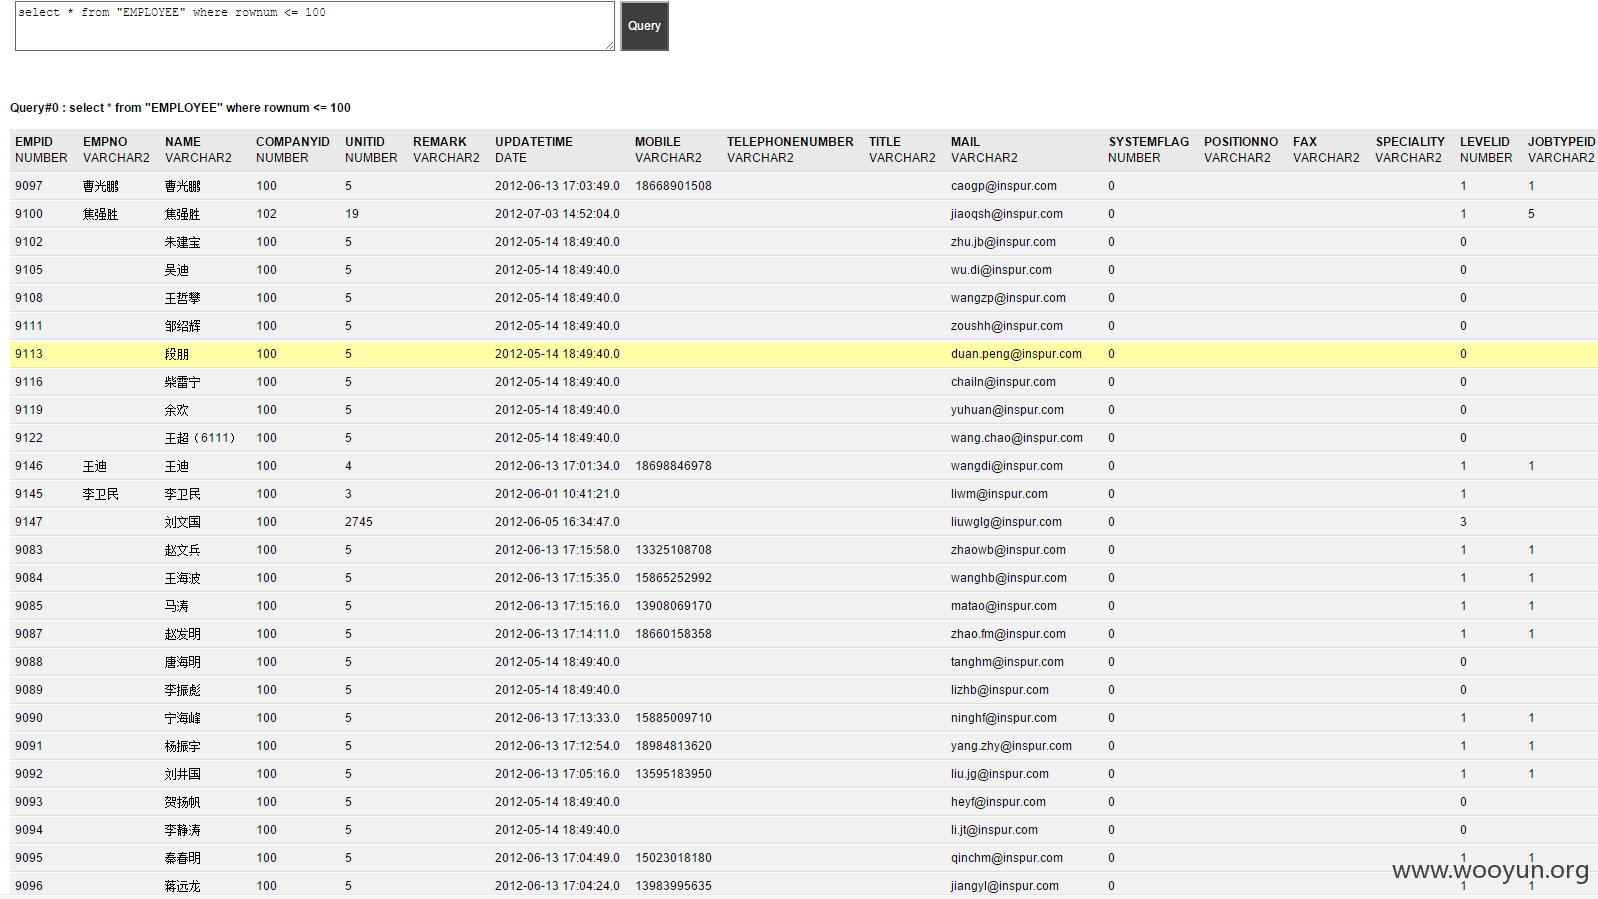 select * from "EMPLOYEE" where rownum <= 100
Query
Query#0 : select * from "EMPLOYEE" where rownum <= 100
EMPID EMPNO NAME COMPANYID UNITID REMARK UPDATETIME MOBILE TELEPHONENUMBER TITLE MAIL SYSTEMFLAG POSITIONNO FAX SPECIALITY LEVELID JOBTYPEID
NUMBER VARCHAR2 VARCHAR2 NUMBER NUMBER VARCHAR2 DATE VARCHAR2 VARCHAR2 VARCHAR2 VARCHAR2 NUMBER VARCHAR2 VARCHAR2 VARCHAR2 NUMBER VARCHAR2
9097 曹光鹏 曹光鹏 100 5 2012-06-13 17:03:49.0 18668901508 caogp@inspur.com 0 1 1
9100 焦强胜 焦强胜 102 19 2012-07-03 14:52:04.0 jiaoqsh@inspur.com 0 1 5
9102 朱建宝 100 5 2012-05-14 18:49:40.0 zhu.jb@inspur.com 0 0
9105 吴迪 100 5 2012-05-14 18:49:40.0 wu.di@inspur.com 0 0
9108 王哲攀 100 5 2012-05-14 18:49:40.0 wangzp@inspur.com 0 0
9111 邹绍辉 100 5 2012-05-14 18:49:40.0 zoushh@inspur.com 0 0
9113 段朋 100 5 2012-05-14 18:49:40.0 duan.peng@inspur.com 0 0
9116 柴雷宁 100 5 2012-05-14 18:49:40.0 chailn@inspur.com 0 0
9119 余欢 100 5 2012-05-14 18:49:40.0 yuhuan@inspur.com 0 0
9122 王超（6111） 100 5 2012-05-14 18:49:40.0 wang.chao@inspur.com 0 0
9146 王迪 王迪 100 4 2012-06-13 17:01:34.0 18698846978 wangdi@inspur.com 0 1 1
9145 李卫民 李卫民 100 3 2012-06-01 10:41:21.0 liwm@inspur.com 0 1
9147 刘文国 100 2745 2012-06-05 16:34:47.0 liuwglg@inspur.com 0 3
9083 赵文兵 100 5 2012-06-13 17:15:58.0 13325108708 zhaowb@inspur.com 0 1 1
9084 王海波 100 5 2012-06-13 17:15:35.0 15865252992 wanghb@inspur.com 0 1 1
9085 马涛 100 5 2012-06-13 17:15:16.0 13908069170 matao@inspur.com 0 1 1
9087 赵发明 100 5 2012-06-13 17:14:11.0 18660158358 zhao.fm@inspur.com 0 1 1
9088 唐海明 100 5 2012-05-14 18:49:40.0 tanghm@inspur.com 0 0
9089 李振彪 100 5 2012-05-14 18:49:40.0 lizhb@inspur.com 0 0
9090 宁海峰 100 5 2012-06-13 17:13:33.0 15885009710 ninghf@inspur.com 0 1 1
9091 杨振宇 100 5 2012-06-13 17:12:54.0 18984813620 yang.zhy@inspur.com 0 1 1
9092 刘井国 100 5 2012-06-13 17:05:16.0 13595183950 liu.jg@inspur.com 0 1 1
9093 贺扬帆 100 5 2012-05-14 18:49:40.0 heyf@inspur.com 0 0
9094 李静涛 100 5 2012-05-14 18:49:40.0 li.jt@inspur.com 0 0
9095 秦春明 100 5 2012-06-13 17:04:49.0 15023018180 qinchm@inspur.com 0 1 1
9096 蒋远龙 100 5 2012-06-13 17:04:24.0 13983995635 jiangyl@inspur.com 0 1 1
www.wooyun.org